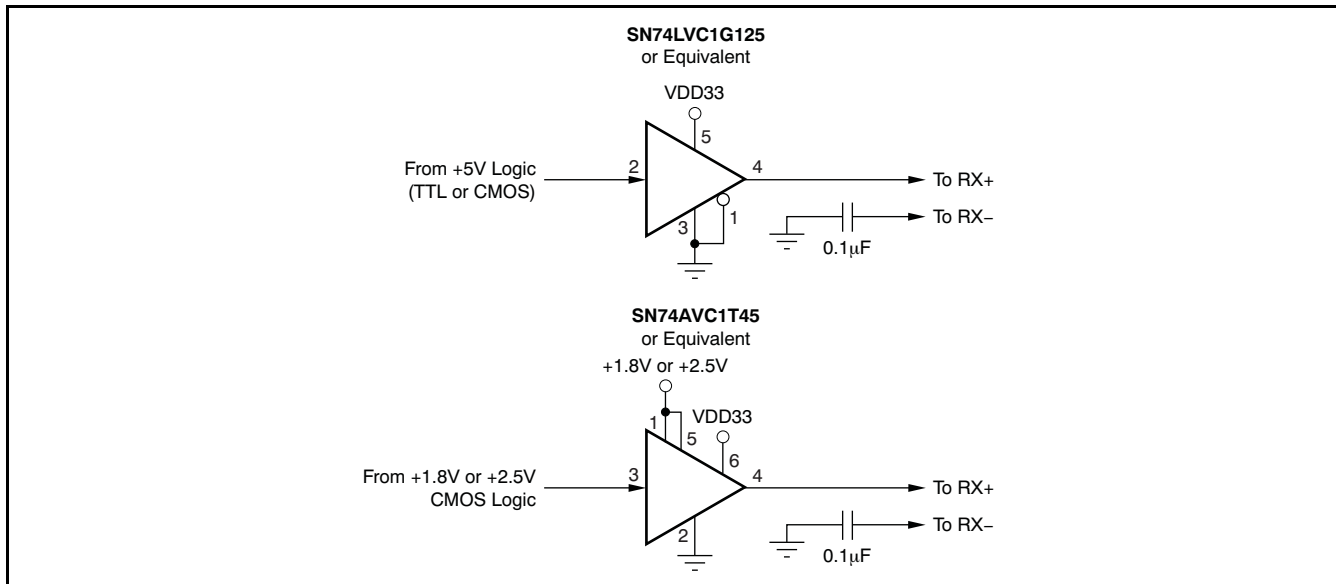 SN74LVC1G125
or Equivalent
VDD33
5
From +5V Logic
(TTL or CMOS)
2
4
To RX+
3
1
To RX−
0.1µF
SN74AVC1T45
or Equivalent
+1.8V or +2.5V
1
5
VDD33
6
From +1.8V or +2.5V
CMOS Logic
3
4
To RX+
2
To RX−
0.1µF